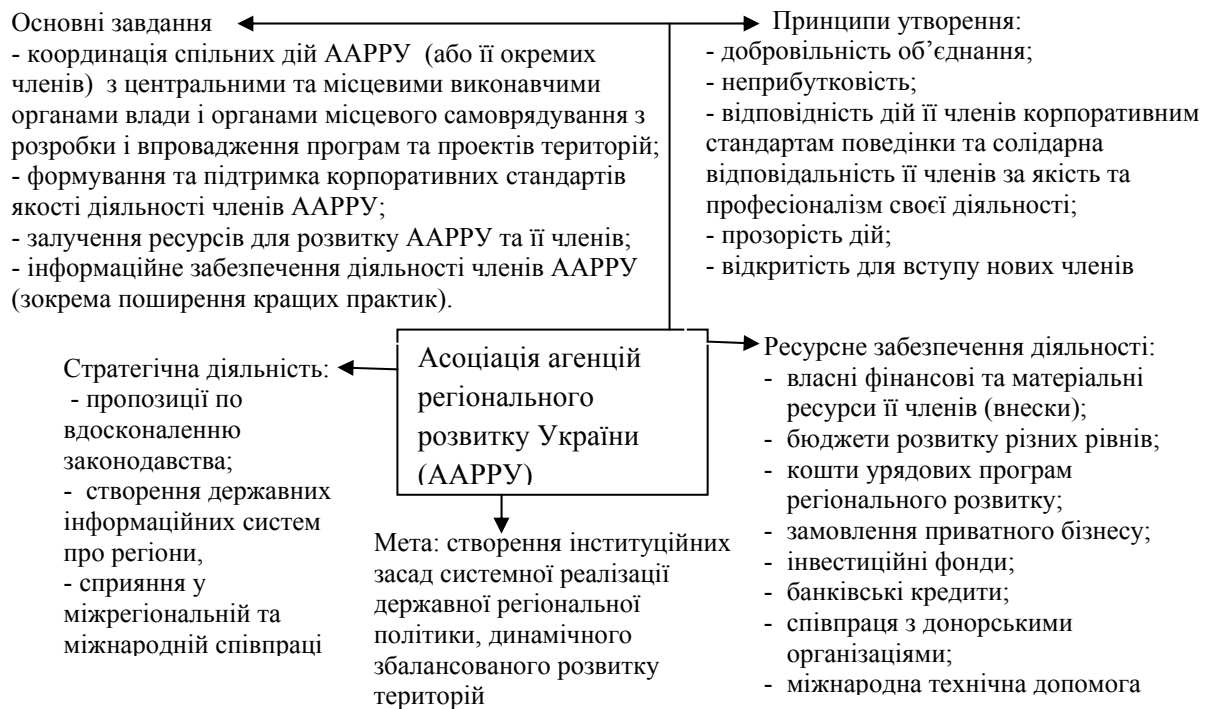 Основні завдання
- координація спільних дій ААРРУ (або її окремих
членів) з центральними та місцевими виконавчими
органами влади і органами місцевого самоврядування з
розробки і впровадження програм та проектів територій;
- формування та підтримка корпоративних стандартів
якості діяльності членів ААРРУ;
- залучення ресурсів для розвитку ААРРУ та її членів;
- інформаційне забезпечення діяльності членів ААРРУ
(зокрема поширення кращих практик).
Принципи утворення:
- добровільність об’єднання;
- неприбутковість;
- відповідність дій її членів корпоративним
стандартам поведінки та солідарна
відповідальність її членів за якість та
професіоналізм своєї діяльності;
- прозорість дій;
- відкритість для вступу нових членів
Стратегічна діяльність:
- пропозиції по
вдосконаленню
законодавства;
- створення державних
інформаційних систем
про регіони,
- сприяння у
міжрегіональній та
міжнародній співпраці
Асоціація агенцій
регіонального
розвитку України
(ААРРУ)
Мета: створення інституційних
засад системної реалізації
державної регіональної
політики, динамічного
збалансованого розвитку
територій
Ресурсне забезпечення діяльності:
- власні фінансові та матеріальні
ресурси її членів (внески);
- бюджети розвитку різних рівнів;
- кошти урядових програм
регіонального розвитку;
- замовлення приватного бізнесу;
- інвестиційні фонди;
- банківські кредити;
- співпраця з донорськими
організаціями;
- міжнародна технічна допомога